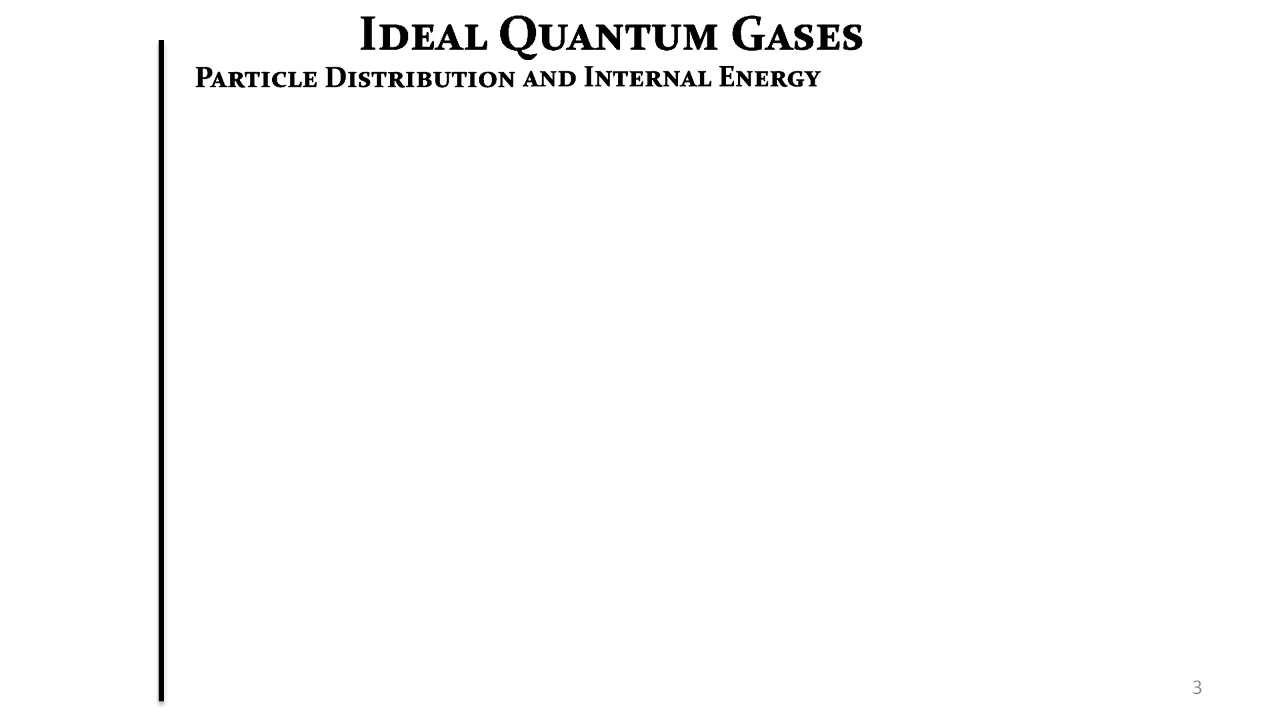 Ideal Quantum Gases
Particle Distribution and Internal Energy
3